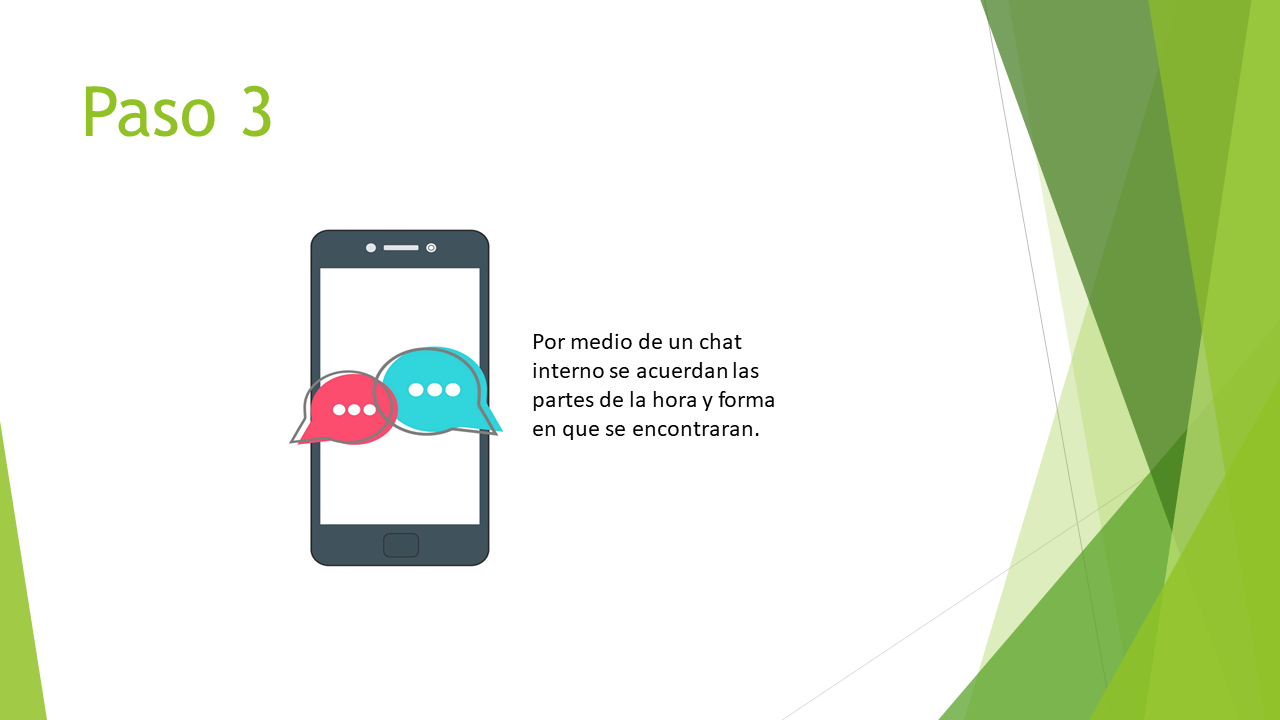 Paso 3
Por medio de un chat
interno se acuerdan las
partes de la hora y forma
en que se encontraran.